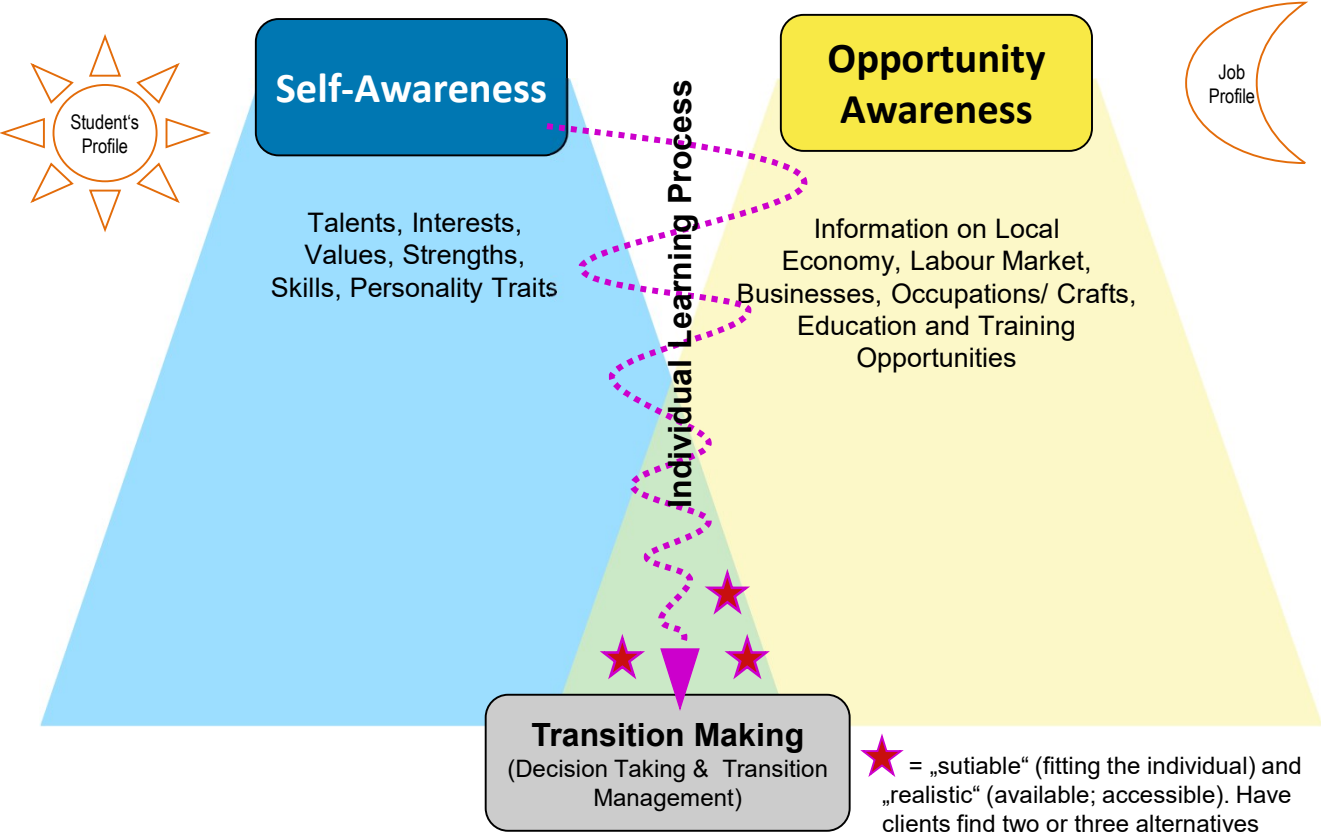 Self-Awareness
Opportunity
Awareness
Student's
Profile
Job
Profile
Individual Learning Process
Talents, Interests,
Values, Strengths,
Skills, Personality Traits
Information on Local
Economy, Labour Market,
Businesses, Occupations/ Crafts,
Education and Training
Opportunities
Transition Making
(Decision Taking & Transition
Management)
= „sutiable“ (fitting the individual) and
„realistic“ (available; accessible). Have
clients find two or three alternatives